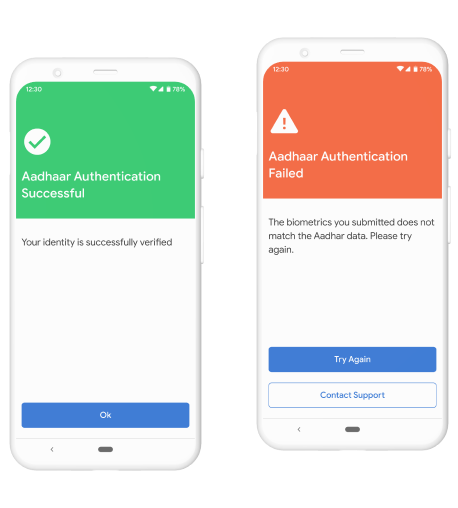 12:30 78%
Aadhaar Authentication
Successful
Your identity is successfully verified
Ok
12:30 78%
Aadhaar Authentication
Failed
The biometrics you submitted does not
match the Aadhar data. Please try
again.
Try Again
Contact Support